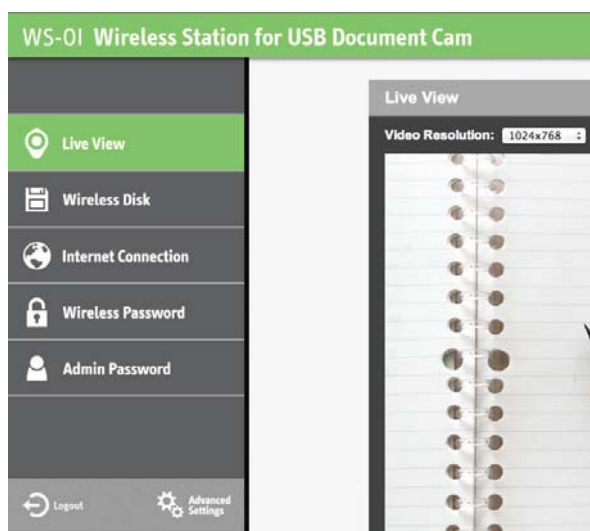 WS-01 Wireless Station for USB Document Cam
Live View
Wireless Disk
Internet Connection
Wireless Password
Admin Password
Logout
Advanced
Settings
Live View
Video Resolution: 1024x768